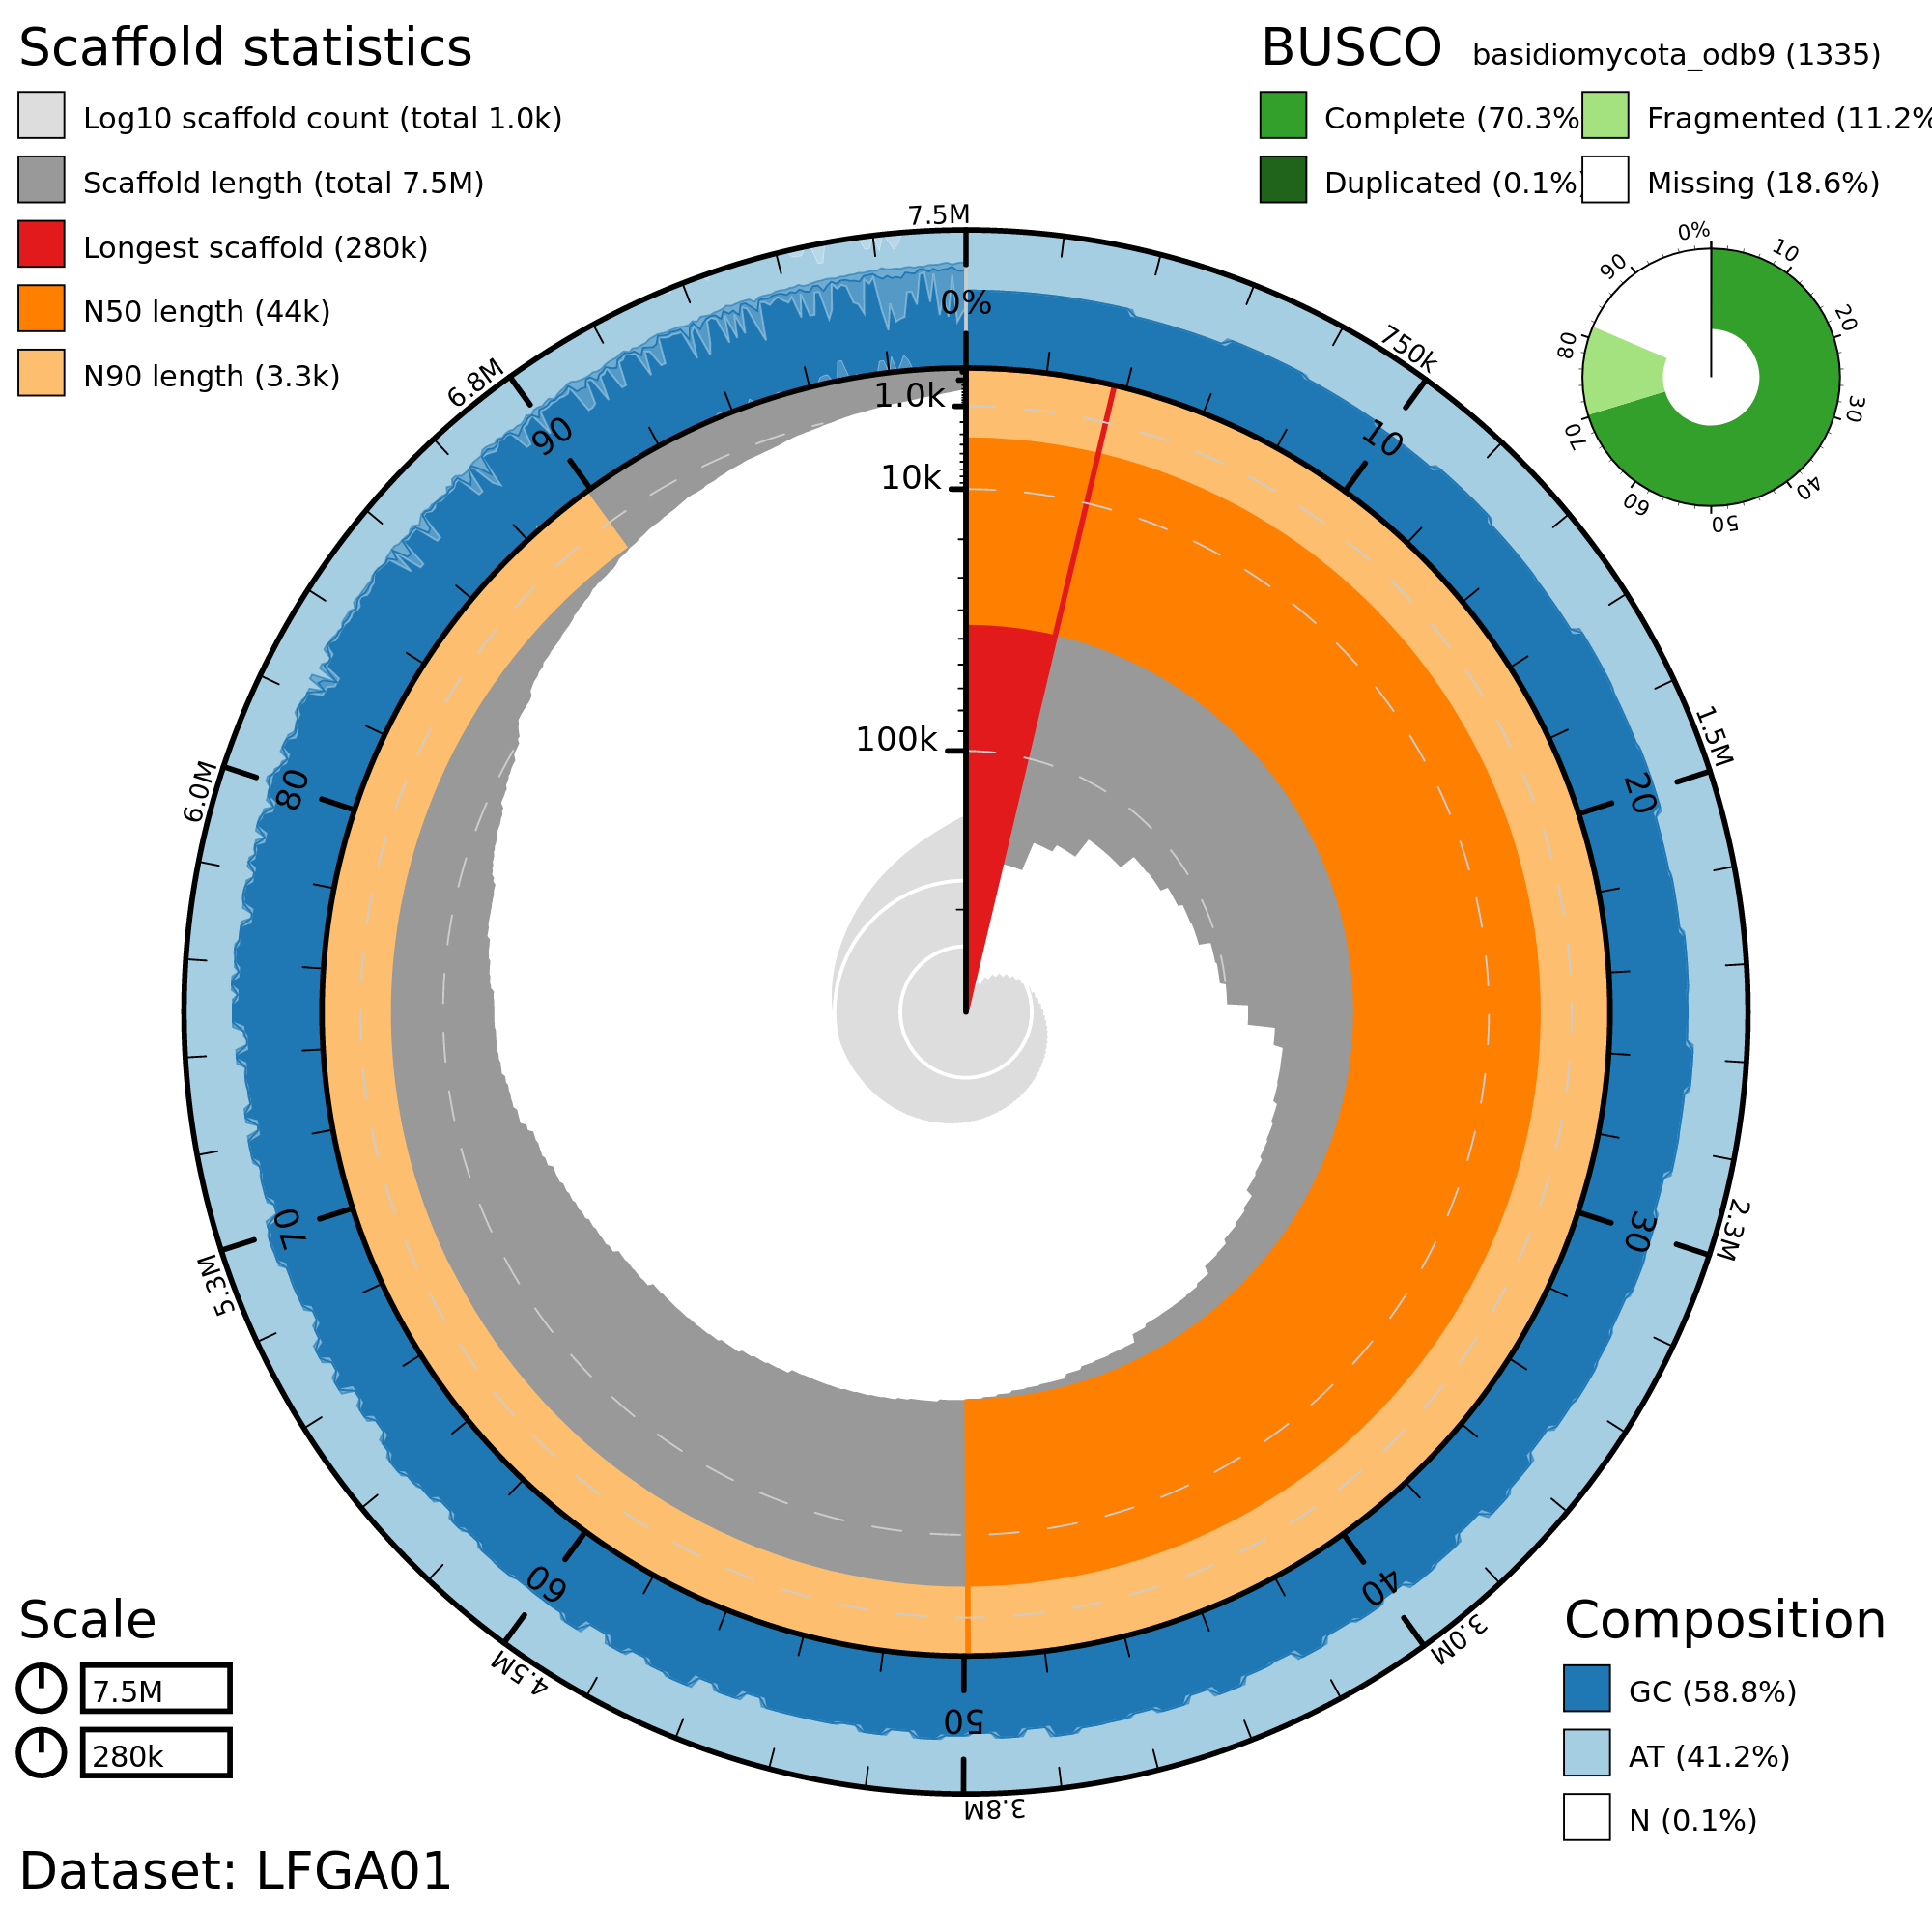 Scaffold statistics
Log10 scaffold count (total 1.0k)
Scaffold length (total 7.5M)
Longest scaffold (280k)
N50 length (44k)
N90 length (3.3k)
BUSCO basidiomycota_odb9 (1335)
Complete (70.3% Fragmented (11.2%
Duplicated (0.1%) Missing (18.6%)
0%
10
20
30
40
50
60
70
80
90
7.5M
750k
1.5M
2.3M
3.0M
3.8M
4.5M
5.3M
6.0M
6.8M
0%
10
20
30
40
50
60
70
80
90
1.0k
10k
100k
Scale
7.5M
280k
Composition
GC (58.8%)
AT (41.2%)
N (0.1%)
Dataset: LFGA01